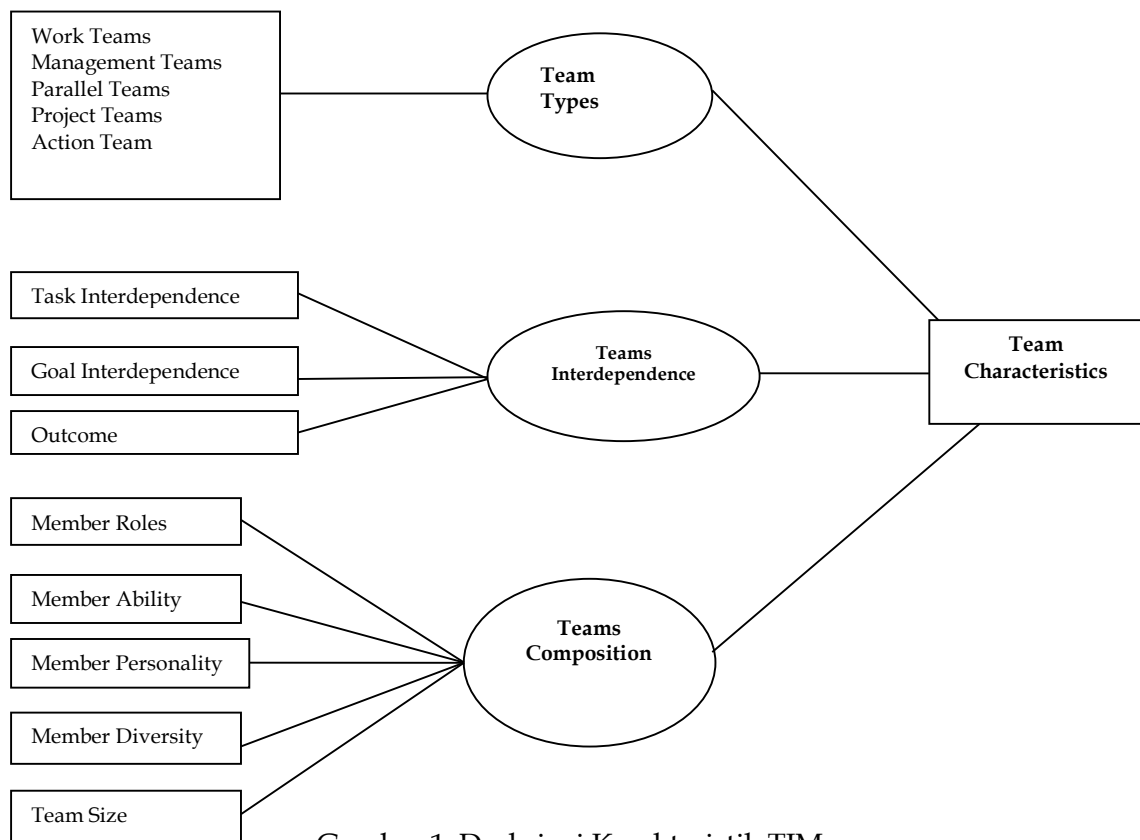 Work Teams
Management Teams
Parallel Teams
Project Teams
Action Team
Team
Types
Task Interdependence
Goal Interdependence
Outcome
Teams
Interdependence
Team
Characteristics
Member Roles
Member Ability
Member Personality
Member Diversity
Team Size
Teams
Composition